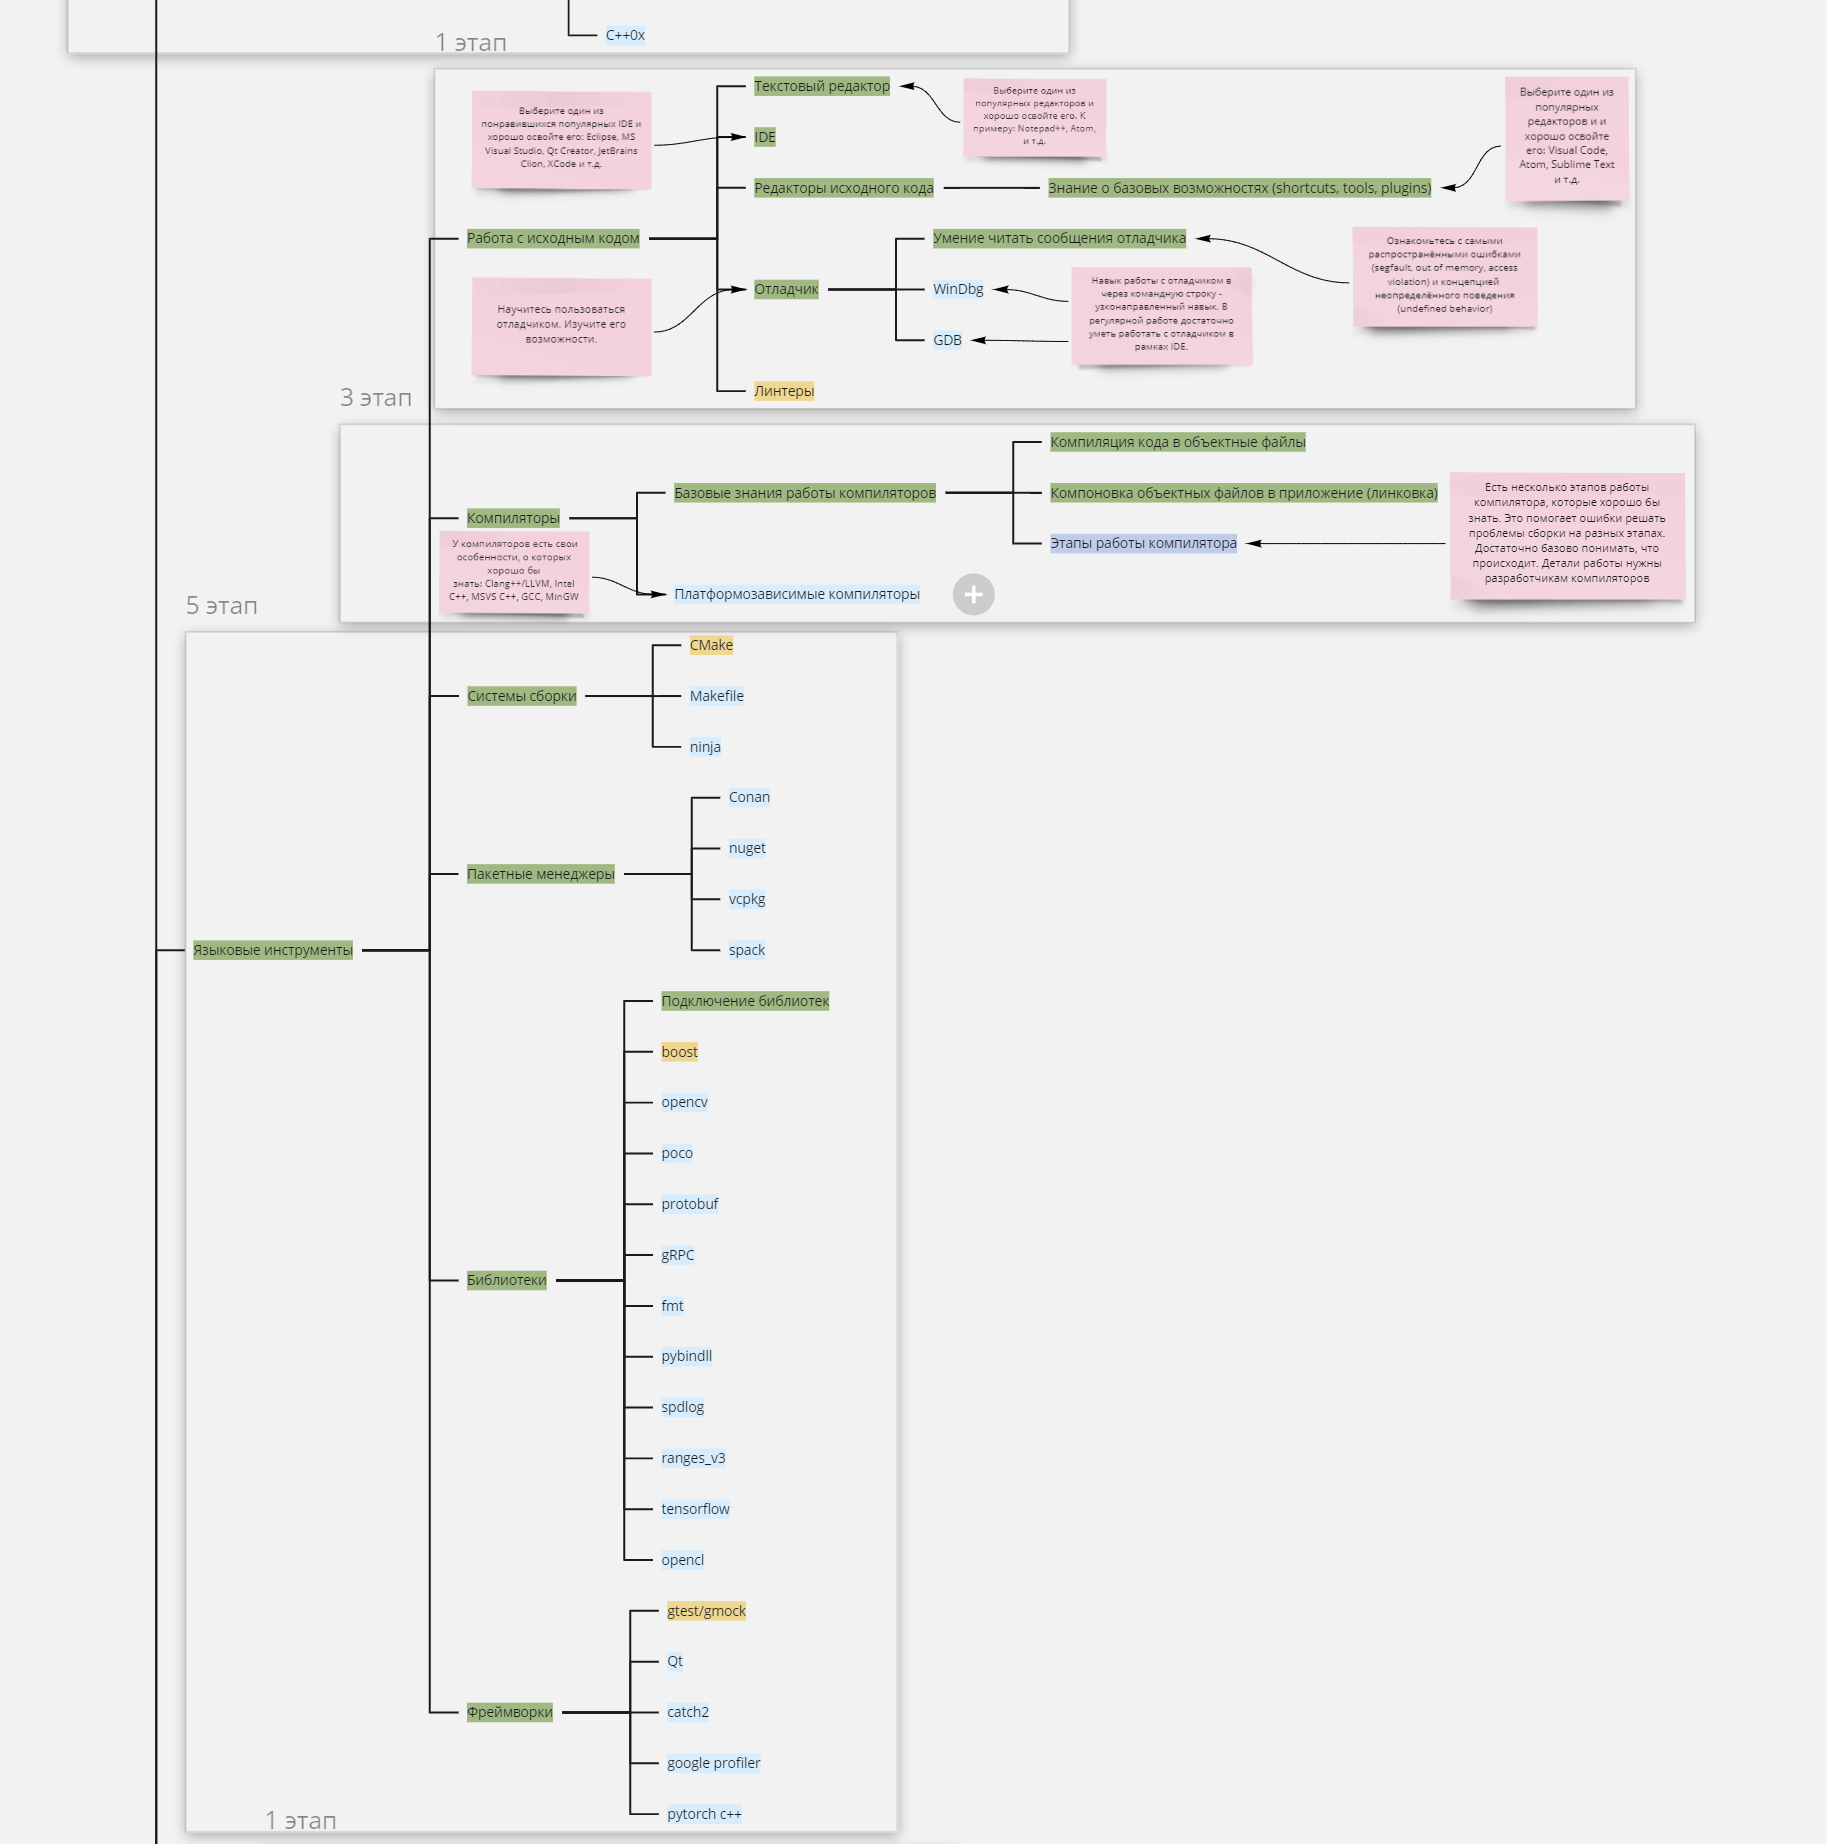 C++0x
1 этап
Текстовый редактор
Выберите один из
популярных редакторов и
хорошо освойте его. К
примеру: Notepad++, Atom,
и т.д.
Выберите один из
популярных
редакторов и и
хорошо освойте
его: Visual Code,
Atom, Sublime Text
и т.д.
Выберите один из
понравившихся популярных IDE и
хорошо освойте его: Eclipse, MS
Visual Studio, Qt Creator, JetBrains
Clion, XCode и т.д.
IDE
Редакторы исходного кода
Знание о базовых возможностях (shortcuts, tools, plugins)
Работа с исходным кодом
Умение читать сообщения отладчика
Ознакомьтесь с самыми
распространёнными ошибками
(segfault, out of memory, access
violation) и концепцией
неопределённого поведения
(undefined behavior)
Научитесь пользоваться
отладчиком. Изучите его
возможности.
Отладчик
WinDbg
GDB
Навык работы с отладчиком в
через командную строку -
узконаправленный навык. В
регулярной работе достаточно
уметь работать с отладчиком в
рамках IDE.
Линтеры
3 этап
Компиляция кода в объектные файлы
Базовые знания работы компиляторов
Компоновка объектных файлов в приложение (линковка)
Компиляторы
Этапы работы компилятора
Есть несколько этапов работы
компилятора, которые хорошо бы
знать. Это помогает ошибки решать
проблемы сборки на разных этапах.
Достаточно базово понимать, что
происходит. Детали работы нужны
разработчикам компиляторов
У компиляторов есть свои
особенности, о которых
хорошо бы
знать: Clang++/LLVM, Intel
C++, MSVS C++, GCC, MinGW
Платформозависимые компиляторы
5 этап
CMake
Системы сборки
Makefile
ninja
Conan
nuget
Пакетные менеджеры
vcpkg
spack
Языковые инструменты
Подключение библиотек
boost
opencv
poco
protobuf
gRPC
Библиотеки
fmt
pybindll
spdlog
ranges_v3
tensorflow
opencl
gtest/gmock
Qt
Фреймворки
catch2
google profiler
pytorch c++
1 этап